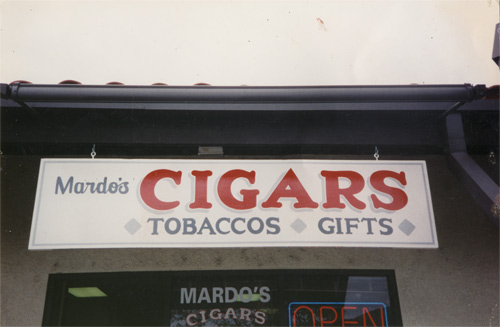 Mardo's CIGARS
TOBACCOS GIFTS
MARDO'S
CIGARS
OPEN